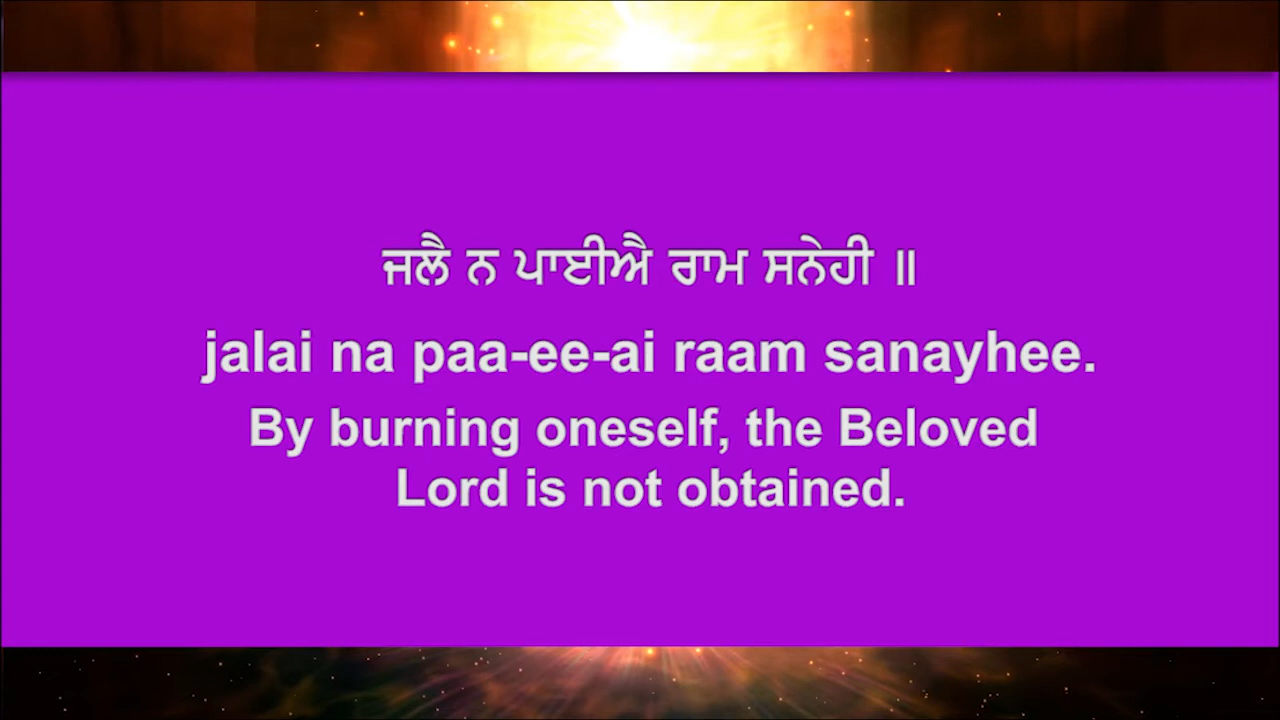 ਜਲੈ ਨ ਪਾਈਐ ਰਾਮ ਸਨੇਹੀ ॥
jalai na paa-ee-ai raam sanayhee.
By burning oneself, the Beloved
Lord is not obtained.